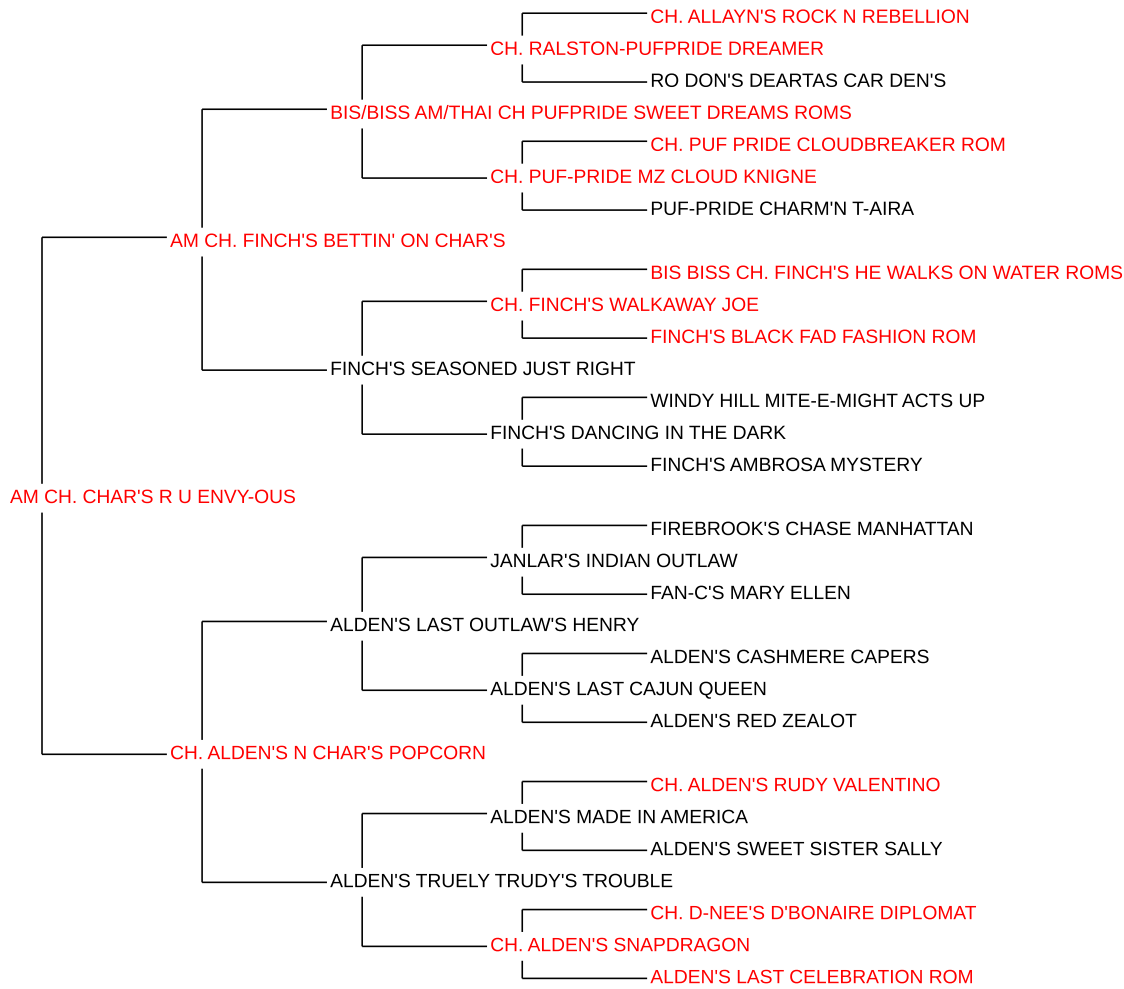 CH. ALLAYN'S ROCK N REBELLION
CH. RALSTON-PUFPRIDE DREAMER
RO DON'S DEARTAS CAR DEN'S
BIS/BISS AM/THAI CH PUFPRIDE SWEET DREAMS ROMS
CH. PUF PRIDE CLOUDBREAKER ROM
CH. PUF-PRIDE MZ CLOUD KNIGNE
PUF-PRIDE CHARM'N T-AIRA
AM CH. FINCH'S BETTIN' ON CHAR'S
BIS BISS CH. FINCH'S HE WALKS ON WATER ROMS
CH. FINCH'S WALKAWAY JOE
FINCH'S BLACK FAD FASHION ROM
FINCH'S SEASONED JUST RIGHT
WINDY HILL MITE-E-MIGHT ACTS UP
FINCH'S DANCING IN THE DARK
FINCH'S AMBROSA MYSTERY
AM CH. CHAR'S R U ENVY-OUS
FIREBROOK'S CHASE MANHATTAN
JANLAR'S INDIAN OUTLAW
FAN-C'S MARY ELLEN
ALDEN'S LAST OUTLAW'S HENRY
ALDEN'S CASHMERE CAPERS
ALDEN'S LAST CAJUN QUEEN
ALDEN'S RED ZEALOT
CH. ALDEN'S N CHAR'S POPCORN
CH. ALDEN'S RUDY VALENTINO
ALDEN'S MADE IN AMERICA
ALDEN'S SWEET SISTER SALLY
ALDEN'S TRUELY TRUDY'S TROUBLE
CH. D-NEE'S D'BONAIRE DIPLOMAT
CH. ALDEN'S SNAPDRAGON
ALDEN'S LAST CELEBRATION ROM